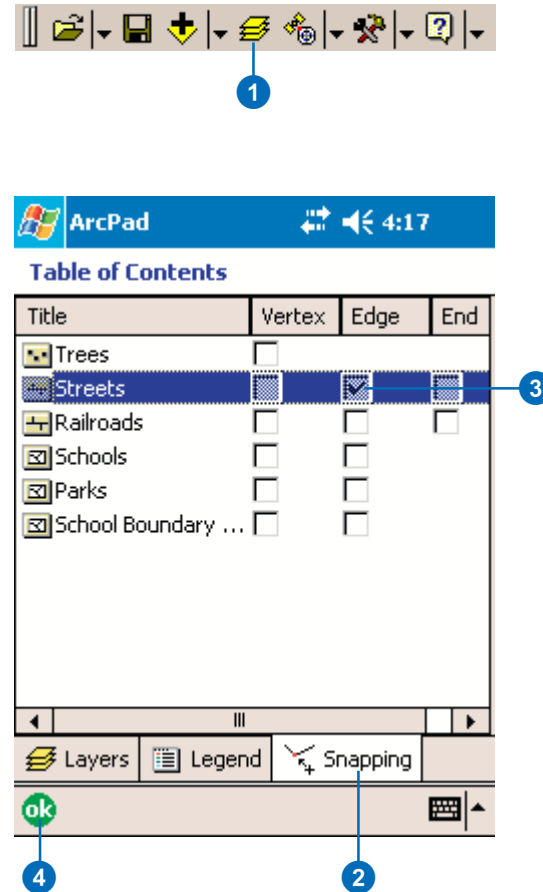 1
ArcPad 4:17
Table of Contents
Title Vertex Edge End
Trees
Streets
3
Railroads
Schools
Parks
School Boundary ...
Layers Legend Snapping
ok
4 2